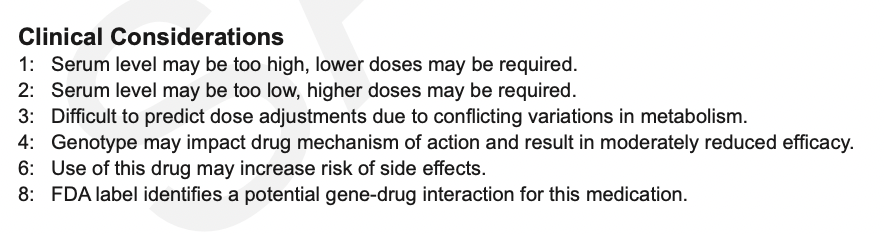 Clinical Considerations
1: Serum level may be too high, lower doses may be required.
2: Serum level may be too low, higher doses may be required.
3: Difficult to predict dose adjustments due to conflicting variations in metabolism.
4: Genotype may impact drug mechanism of action and result in moderately reduced efficacy.
6: Use of this drug may increase risk of side effects.
8: FDA label identifies a potential gene-drug interaction for this medication.